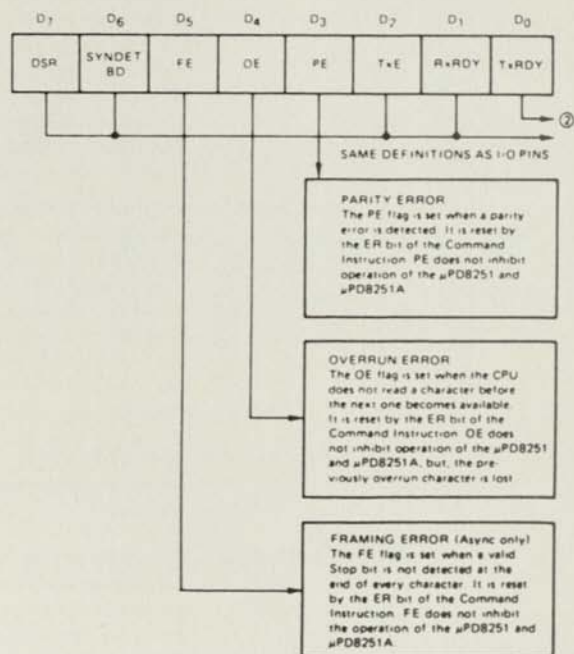 D7 D6 D5 D4 D3 D2 D1 D0
DSR SYNDET BD FE OE PE TxE RxRDY TxRDY
②
SAME DEFINITIONS AS I/O PINS
PARITY ERROR
The PE flag is set when a parity
error is detected. It is reset by
the ER bit of the Command
Instruction. PE does not inhibit
operation of the µPD8251 and
µPD8251A.
OVERRUN ERROR
The OE flag is set when the CPU
does not read a character before
the next one becomes available.
It is reset by the ER bit of the
Command Instruction. OE does
not inhibit operation of the µPD8251
and µPD8251A, but, the pre-
viously overrun character is lost.
FRAMING ERROR (Async only)
The FE flag is set when a valid
Stop bit is not detected at the
end of every character. It is reset
by the ER bit of the Command
Instruction. FE does not inhibit
the operation of the µPD8251 and
µPD8251A.